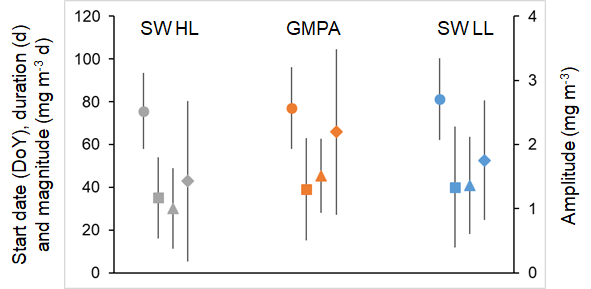 Start date (DoY), duration (d)
and magnitude (mg m-3 d)
120
100
80
60
40
20
0
SW HL
GMPA
SW LL
4
3
2
1
0
Amplitude (mg m-3)